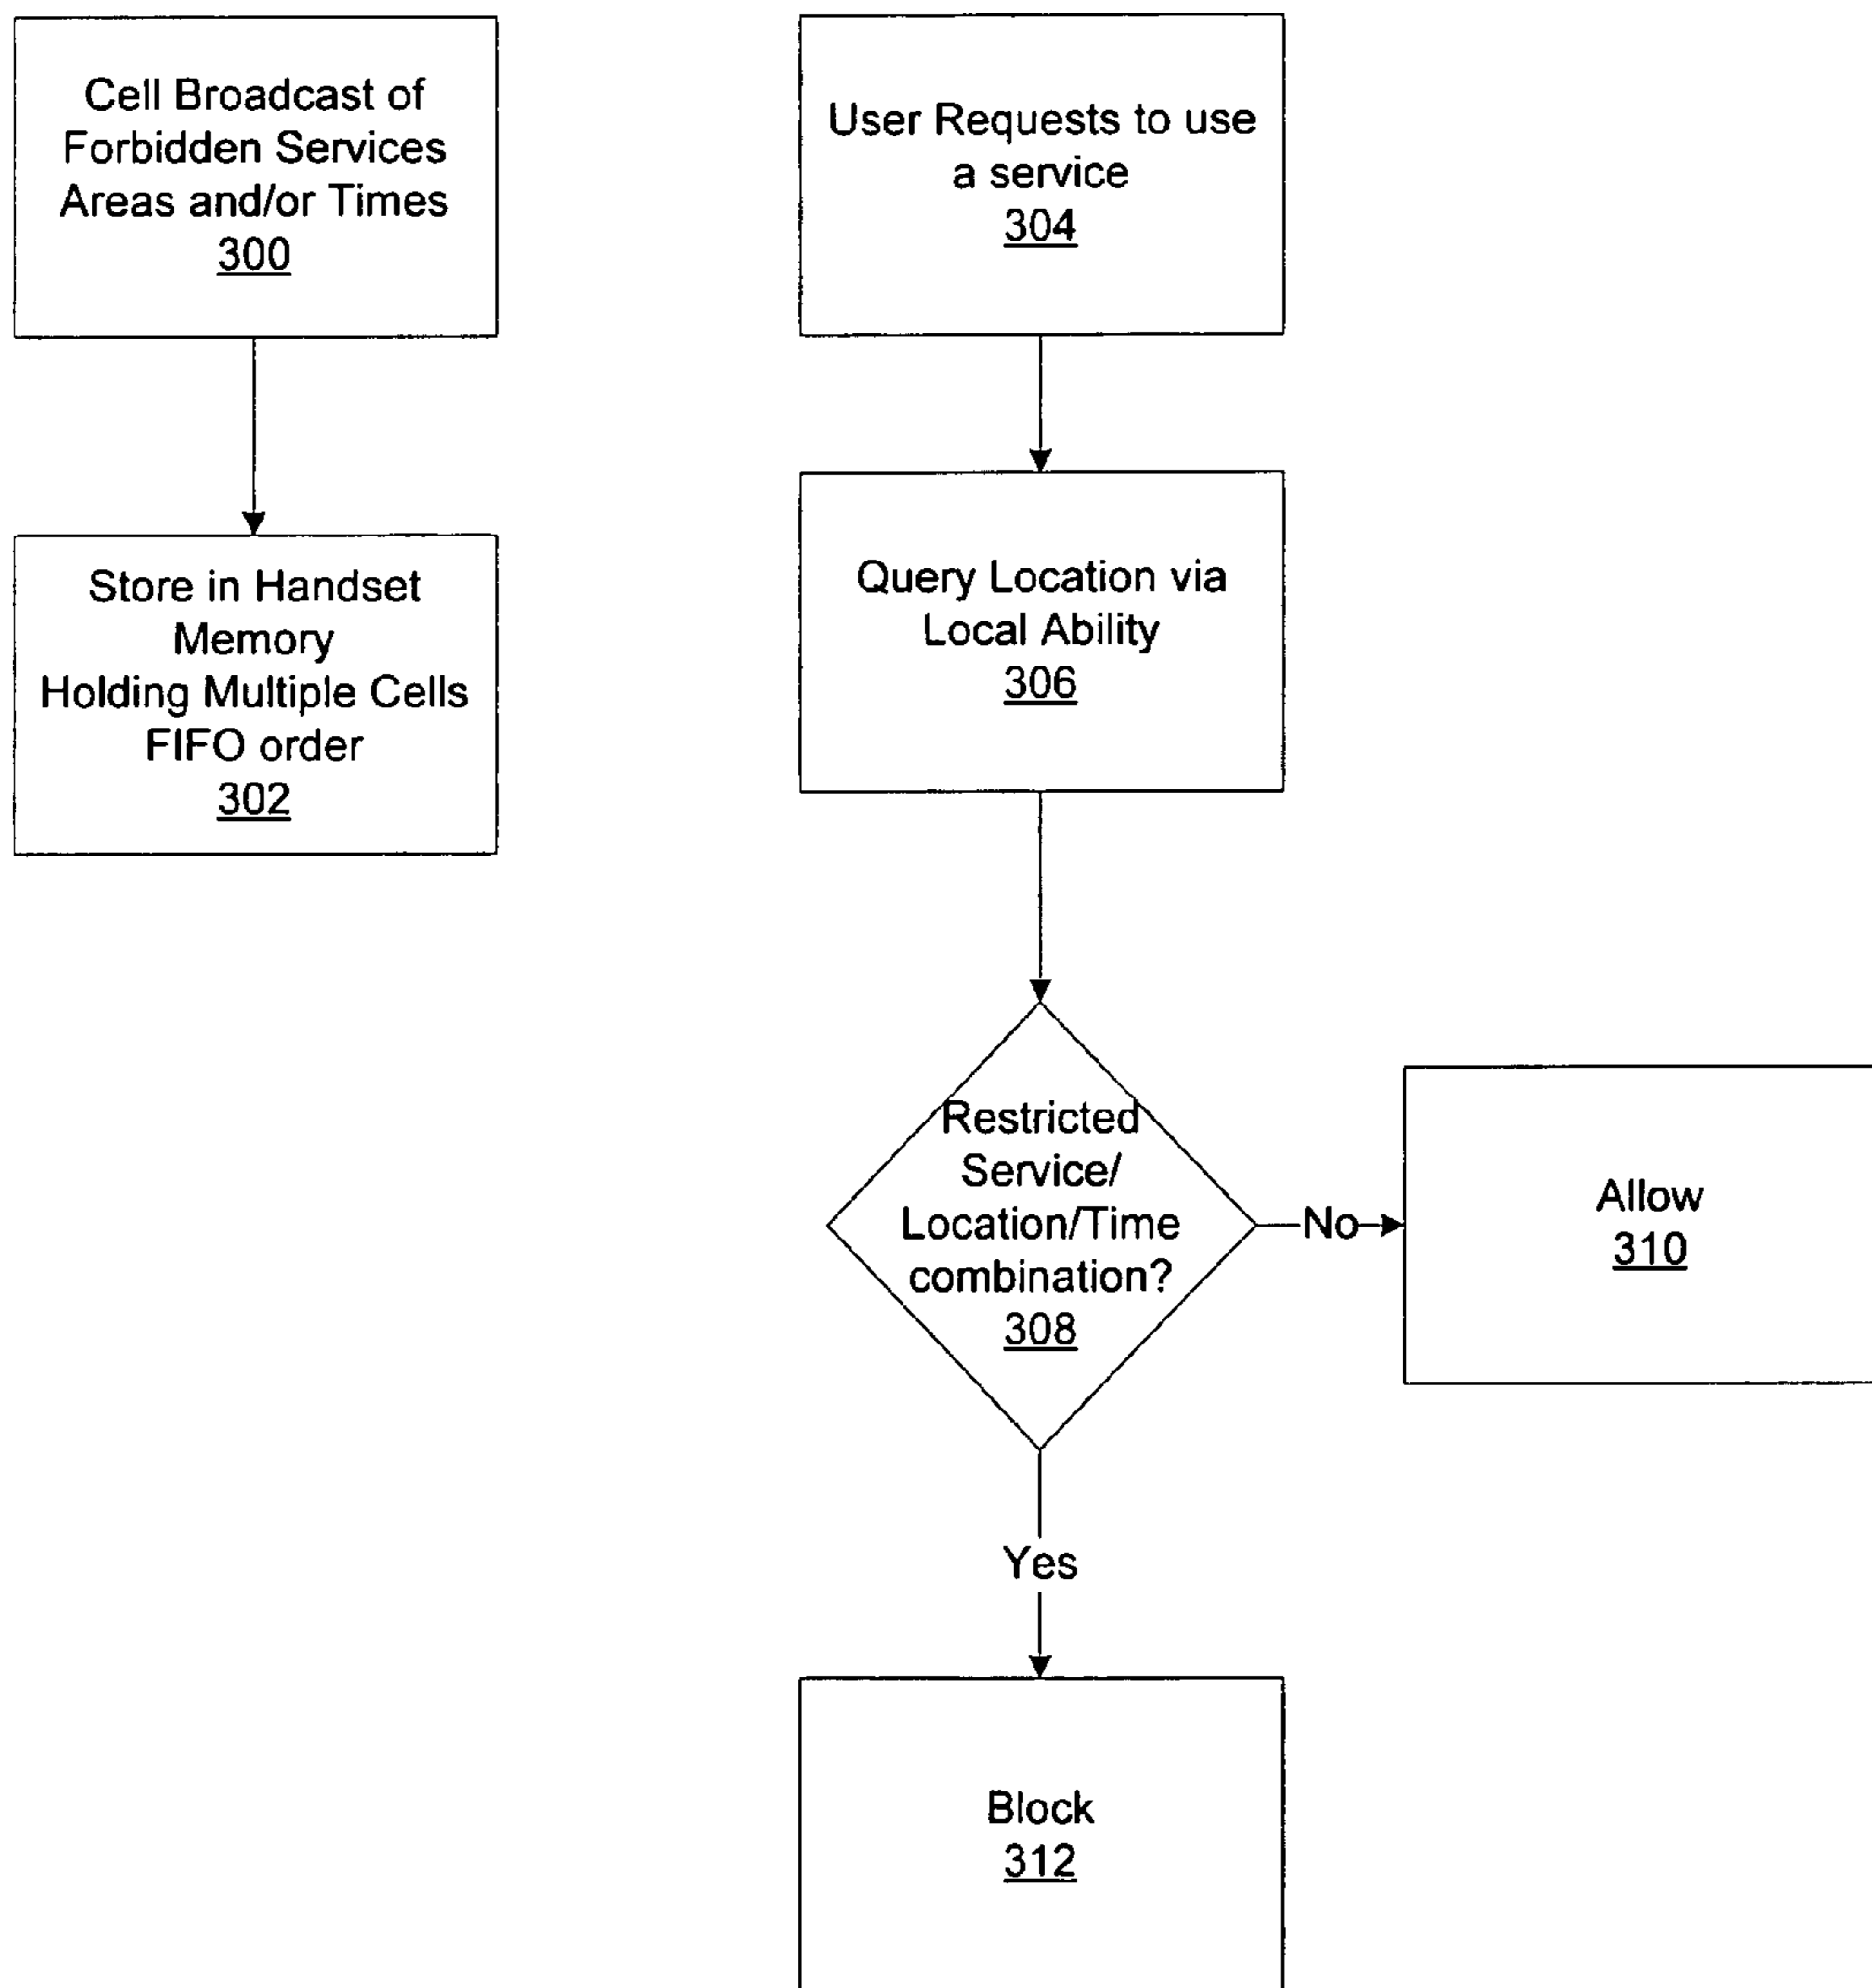 Cell Broadcast of
Forbidden Services
Areas and/or Times
300
Store in Handset
Memory
Holding Multiple Cells
FIFO order
302
User Requests to use
a service
304
Query Location via
Local Ability
306
Restricted
Service/
Location/Time
combination?
308
No
Allow
310
Yes
Block
312